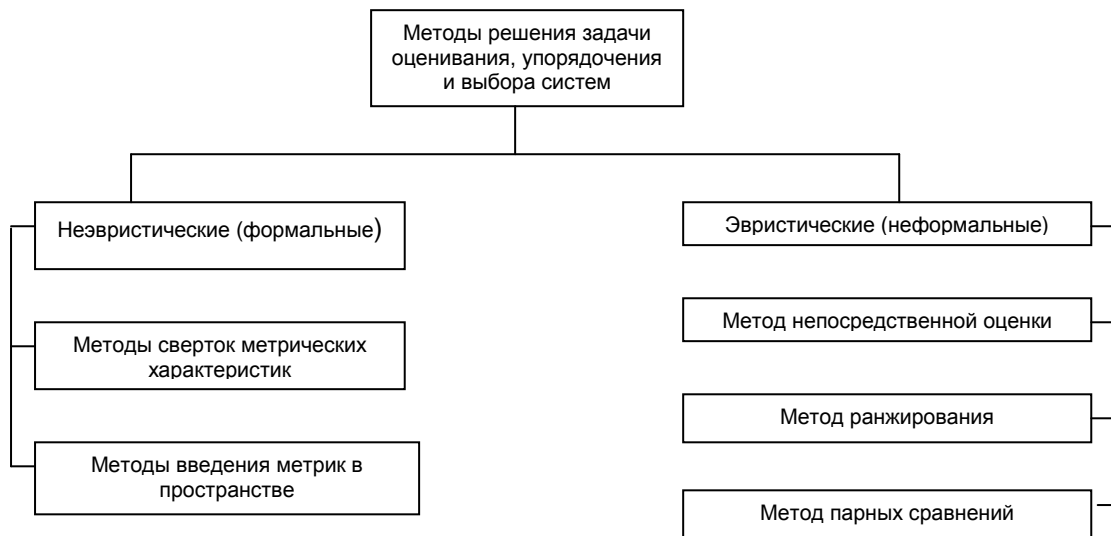 Методы решения задачи
оценивания, упорядочения
и выбора систем
Неэвристические (формальные)
Эвристические (неформальные)
Методы сверток метрических
характеристик
Метод непосредственной оценки
Метод ранжирования
Методы введения метрик в
пространстве
Метод парных сравнений